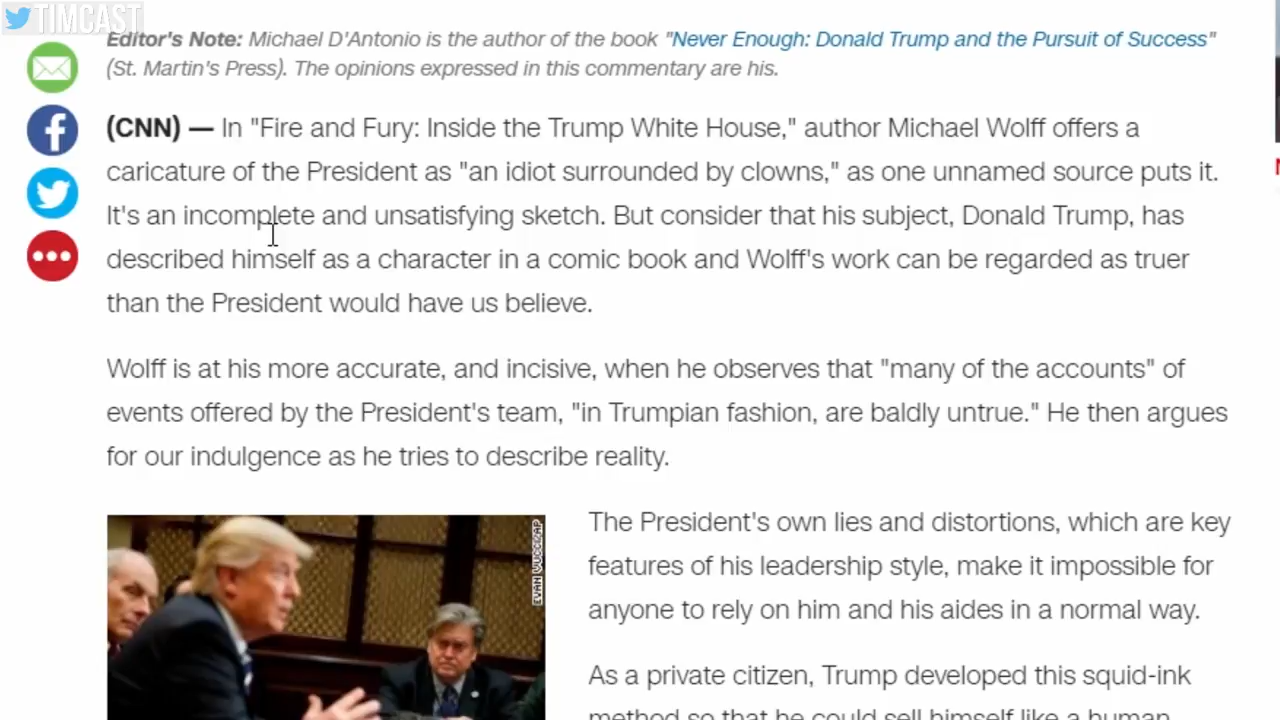 TIMCAST
Editor's Note: Michael D'Antonio is the author of the book "Never Enough: Donald Trump and the Pursuit of Success"
(St. Martin's Press). The opinions expressed in this commentary are his.
(CNN) — In "Fire and Fury: Inside the Trump White House," author Michael Wolff offers a
caricature of the President as "an idiot surrounded by clowns," as one unnamed source puts it.
It's an incomplete and unsatisfying sketch. But consider that his subject, Donald Trump, has
described himself as a character in a comic book and Wolff's work can be regarded as truer
than the President would have us believe.
Wolff is at his more accurate, and incisive, when he observes that "many of the accounts" of
events offered by the President's team, "in Trumpian fashion, are baldly untrue." He then argues
for our indulgence as he tries to describe reality.
EVAN VUCCI/AP
The President's own lies and distortions, which are key
features of his leadership style, make it impossible for
anyone to rely on him and his aides in a normal way.
As a private citizen, Trump developed this squid-ink
method so that he could sell himself like a human